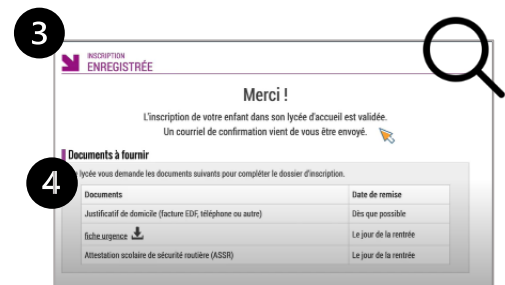 3
INSCRIPTION
ENREGISTRÉE
Merci !
L'inscription de votre enfant dans son lycée d'accueil est validée.
Un courriel de confirmation vient de vous être envoyé.
Documents à fournir
4
lycée vous demande les documents suivants pour compléter le dossier d'inscription.
Documents Date de remise
Justificatif de domicile (facture EDF, téléphone ou autre) Dès que possible
fiche urgence Le jour de la rentrée
Attestation scolaire de sécurité routière (ASSR) Le jour de la rentrée